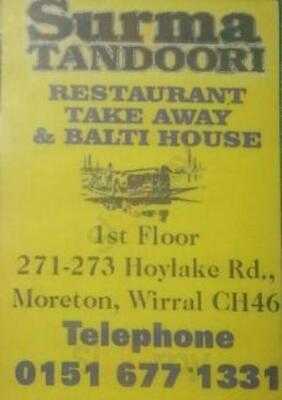 Surma
TANDOORI
RESTAURANT
TAKE AWAY
& BALTI HOUSE
1st Floor
271-273 Hoylake Rd.,
Moreton, Wirral CH46
Telephone
0151 677 1331